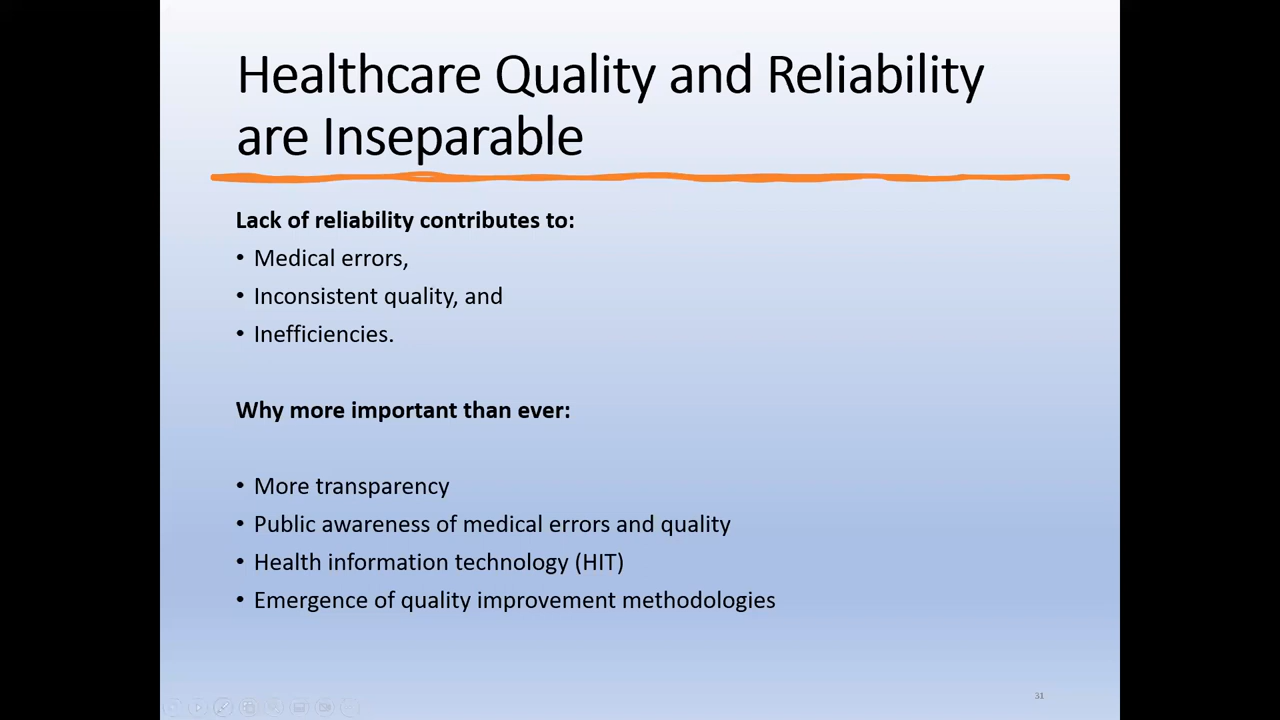 Healthcare Quality and Reliability
are Inseparable
Lack of reliability contributes to:
• Medical errors,
• Inconsistent quality, and
• Inefficiencies.
Why more important than ever:
• More transparency
• Public awareness of medical errors and quality
• Health information technology (HIT)
• Emergence of quality improvement methodologies
31